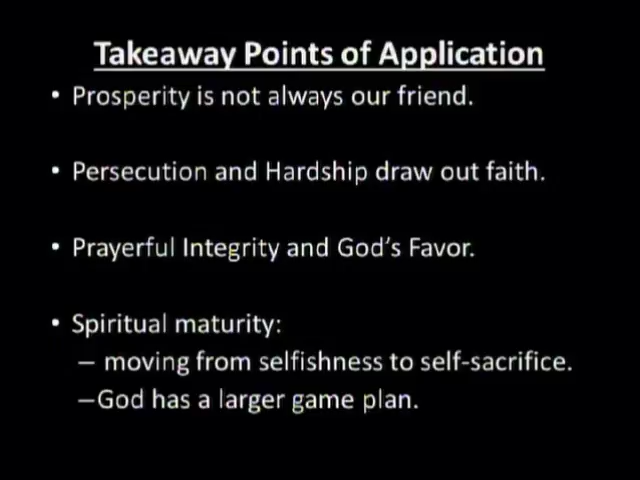 Takeaway Points of Application
• Prosperity is not always our friend.
• Persecution and Hardship draw out faith.
• Prayerful Integrity and God’s Favor.
• Spiritual maturity:
– moving from selfishness to self-sacrifice.
–God has a larger game plan.